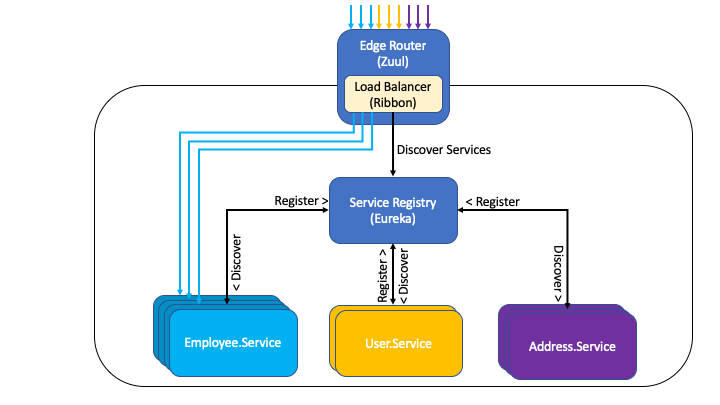 Edge Router
(Zuul)
Load Balancer
(Ribbon)
Discover Services
Service Registry
(Eureka)
Register >
< Register
< Discover
Register >
< Discover
Discover >
Employee.Service
User.Service
Address.Service